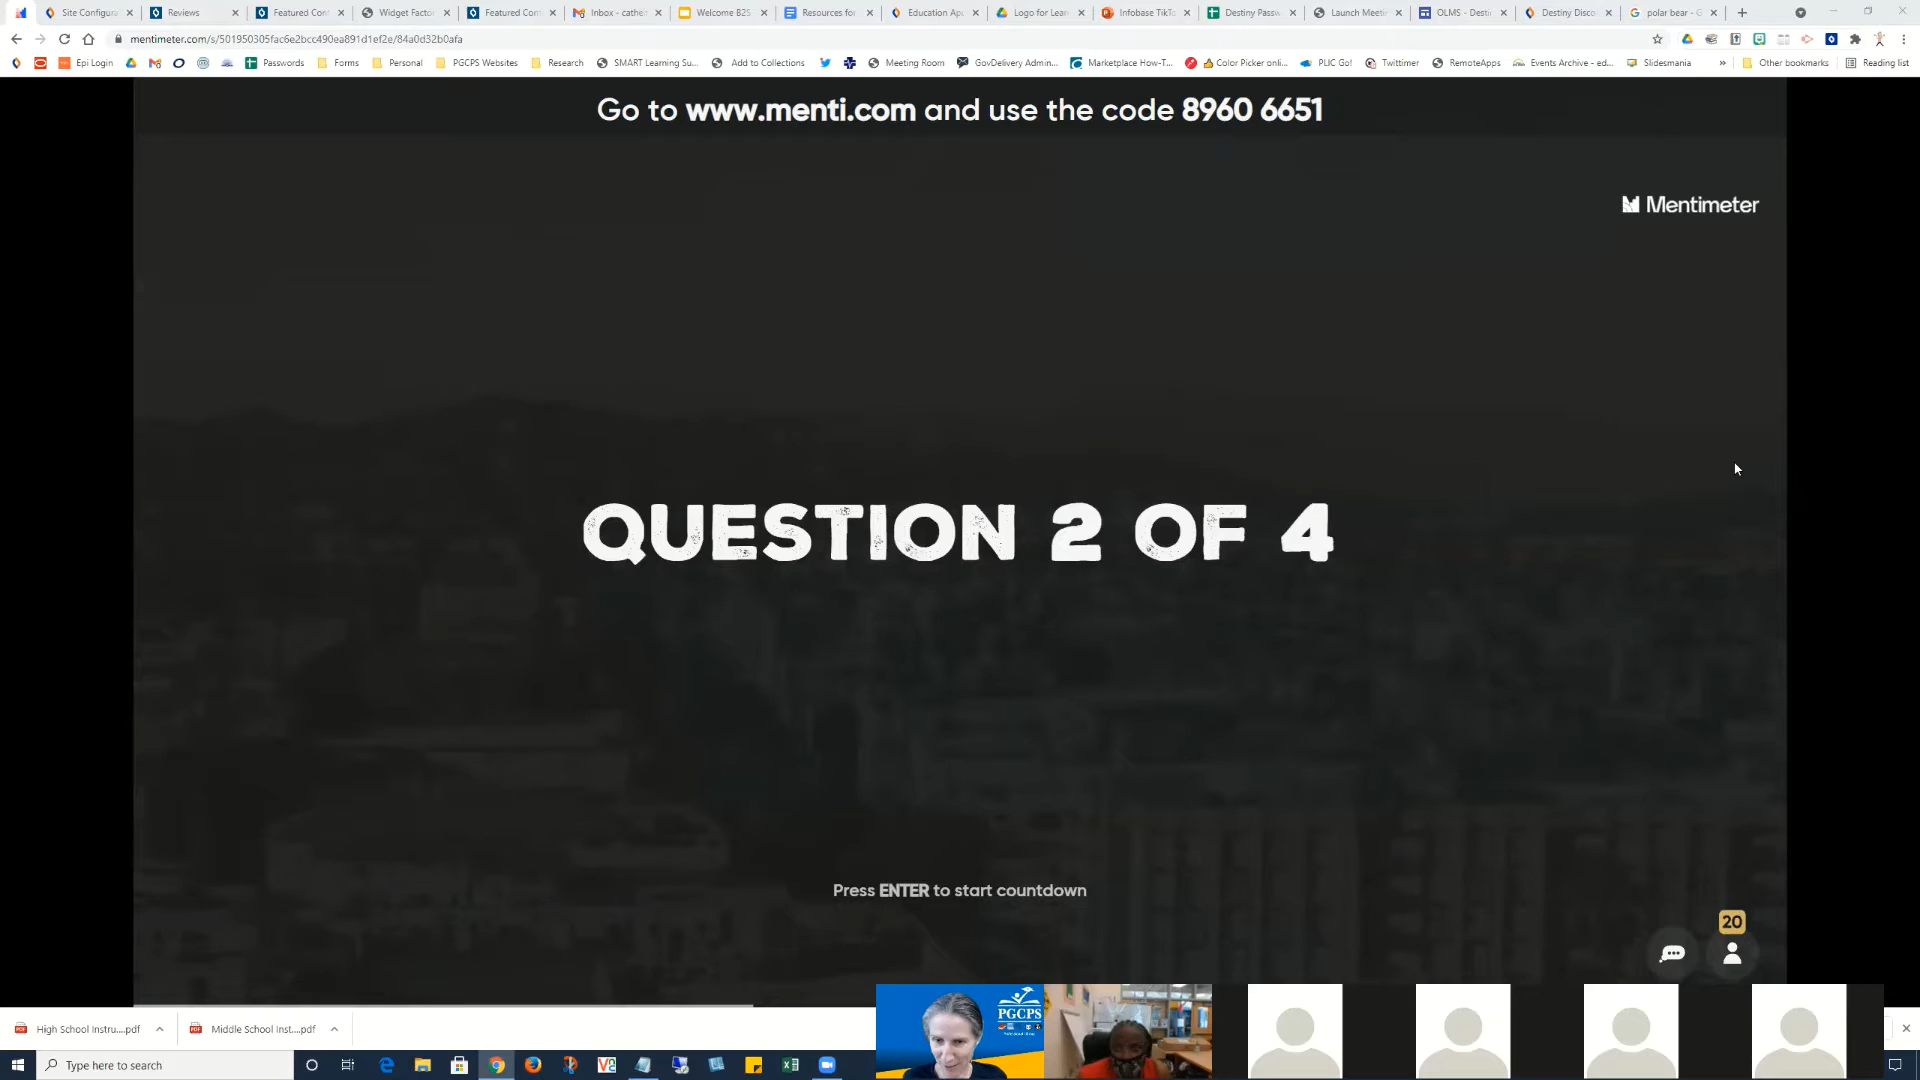 Site Configura
Reviews
Featured Con
Widget Facto
Featured Con
Inbox - cathe
Welcome B2S
Resources for
Education Ap
Logo for Lear
Infobase TikTo
Destiny Passw
Launch Meeti
OLMS - Desti
Destiny Disco
polar bear - G
mentimeter.com/s/501950305fac6e2bcc490ea891d1ef2e/84a0d32b0afa
Epi Login
Passwords
Forms
Personal
PGCPS Websites
Research
SMART Learning Su...
Add to Collections
Meeting Room
GovDelivery Admin...
Marketplace How-T...
Color Picker onli...
PLIC Go!
Twittimer
RemoteApps
Events Archive - ed...
Slidesmania
Other bookmarks
Reading list
Go to www.menti.com and use the code 8960 6651
Mentimeter
QUESTION 2 OF 4
Press ENTER to start countdown
20
PGCPS
High School Instru....pdf
Middle School Inst....pdf
Type here to search